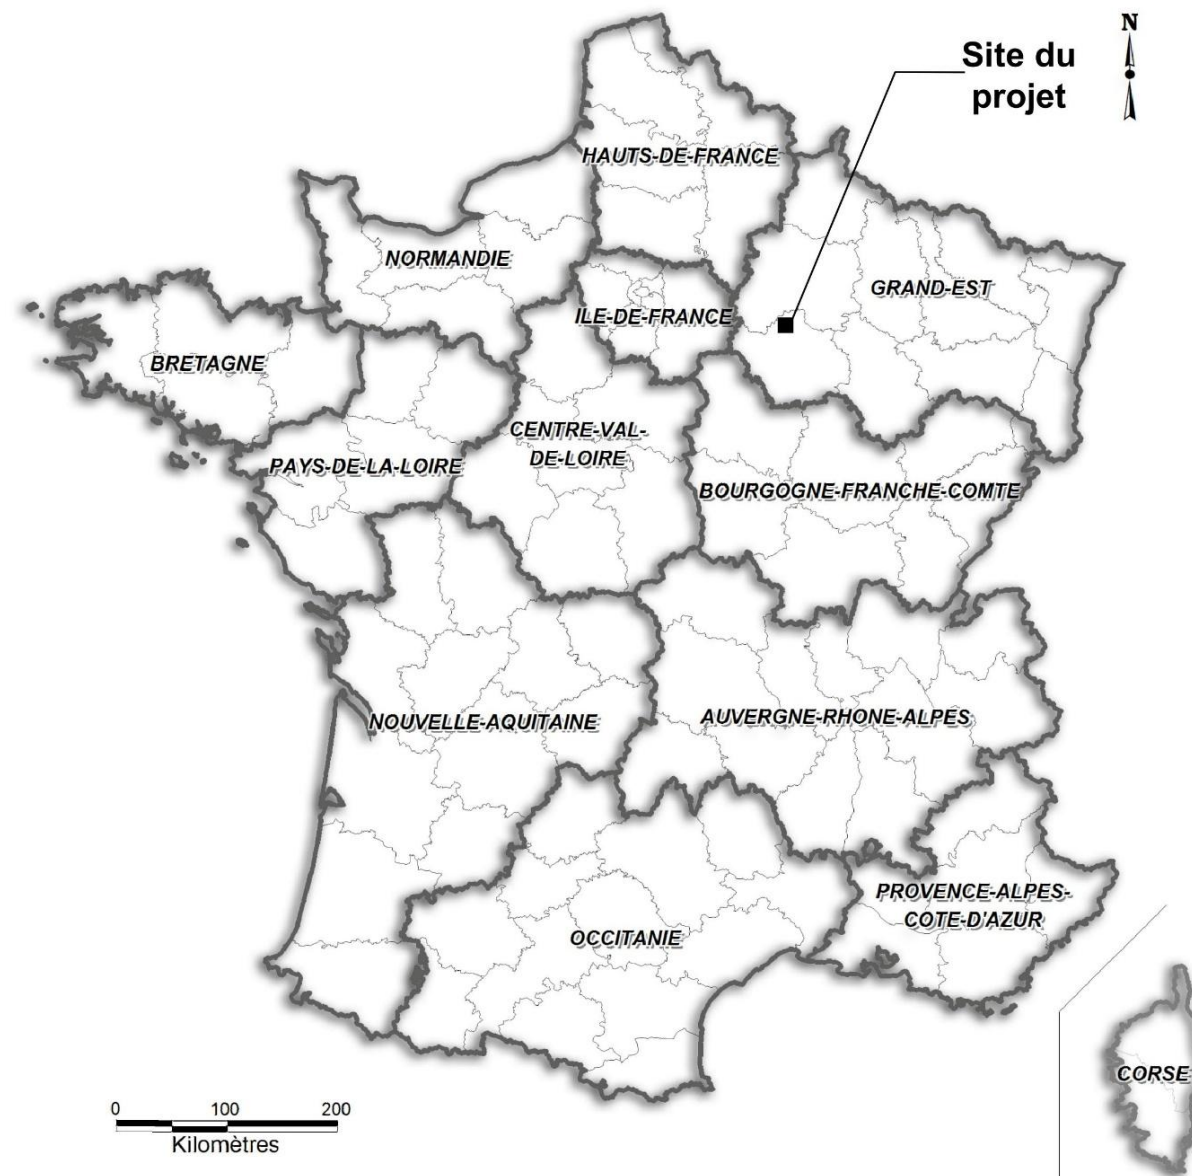 N
Site du
projet
HAUTS-DE-FRANCE
NORMANDIE
GRAND-EST
ILE-DE-FRANCE
BRETAGNE
CENTRE-VAL-
DE-LOIRE
PAYS-DE-LA-LOIRE
BOURGOGNE-FRANCHE-COMTE
NOUVELLE-AQUITAINE
AUVERGNE-RHONE-ALPES
PROVENCE-ALPES-
COTE-D'AZUR
OCCITANIE
CORSE
0 100 200
Kilomètres